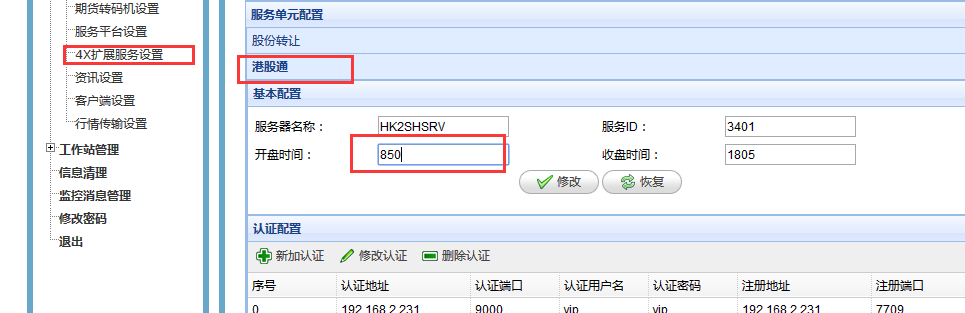 期货转码机设置
服务平台设置
4X扩展服务设置
资讯设置
客户端设置
行情传输设置
工作站管理
信息清理
监控消息管理
修改密码
退出
服务单元配置
股份转让
港股通
基本配置
服务器名称： HK2SHSRV 服务ID： 3401
开盘时间： 850 收盘时间： 1805
修改 恢复
认证配置
新加认证 修改认证 删除认证
序号 认证地址 认证端口 认证用户名 认证密码 注册地址 注册端口
0 192.168.2.231 9000 vip vip 192.168.2.231 7709